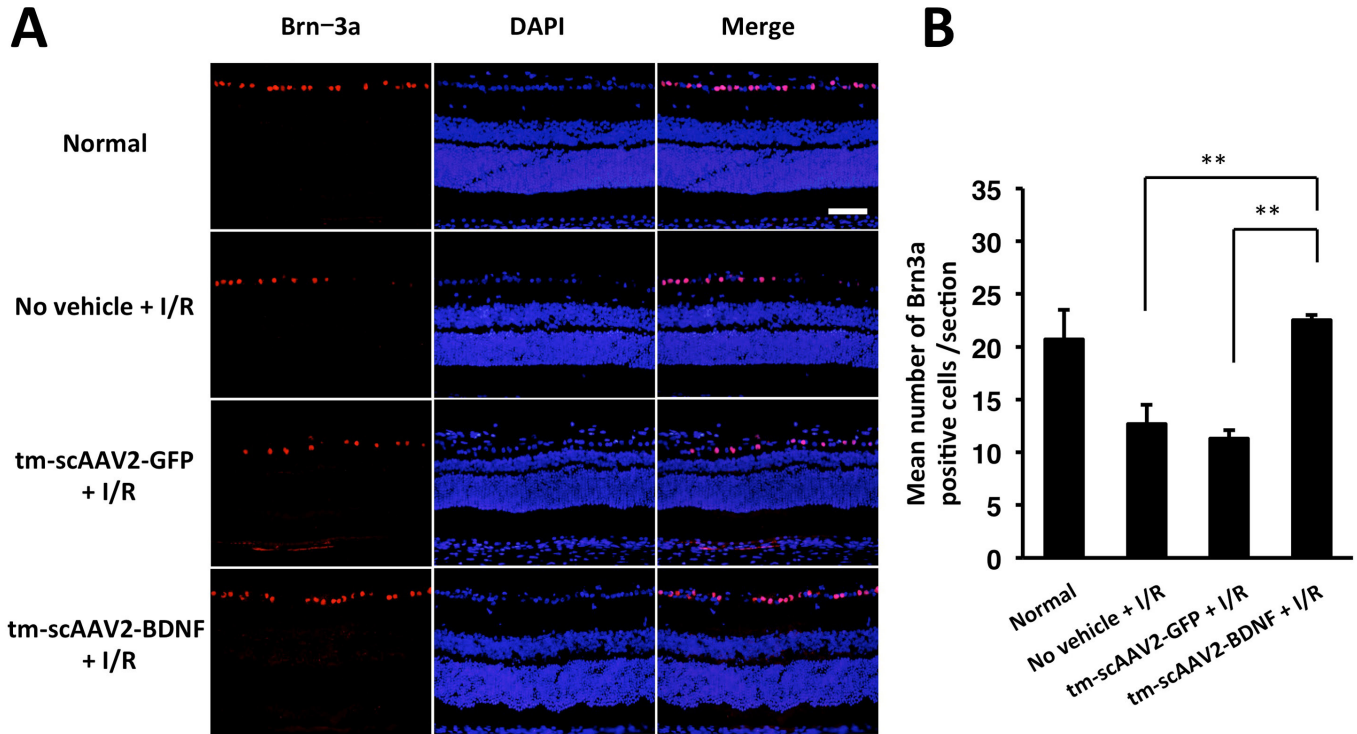 A
Brn−3a
DAPI
Merge
Normal
No vehicle + I/R
tm-scAAV2-GFP
+ I/R
tm-scAAV2-BDNF
+ I/R
B
Mean number of Brn3a
positive cells /section
35
30
25
20
15
10
5
0
**
**
Normal
No vehicle + I/R
tm-scAAV2-GFP + I/R
tm-scAAV2-BDNF + I/R